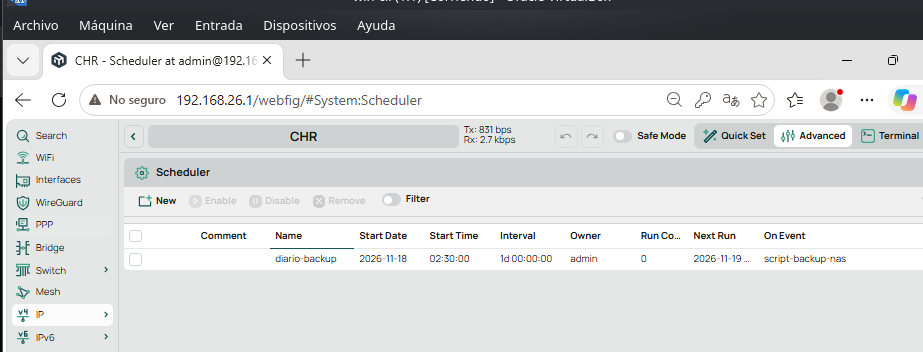 Archivo Máquina Ver Entrada Dispositivos Ayuda
CHR - Scheduler at admin@192.16
No seguro 192.168.26.1/webfig/#System:Scheduler
Search
WiFi
Interfaces
WireGuard
PPP
Bridge
Switch
Mesh
IP
IPv6
CHR
Tx: 831 bps
Rx: 2.7 kbps
Safe Mode
Quick Set
Advanced
Terminal
Scheduler
New Enable Disable Remove Filter
Comment Name Start Date Start Time Interval Owner Run Co... Next Run On Event
diario-backup 2026-11-18 02:30:00 1d 00:00:00 admin 0 2026-11-19 ... script-backup-nas